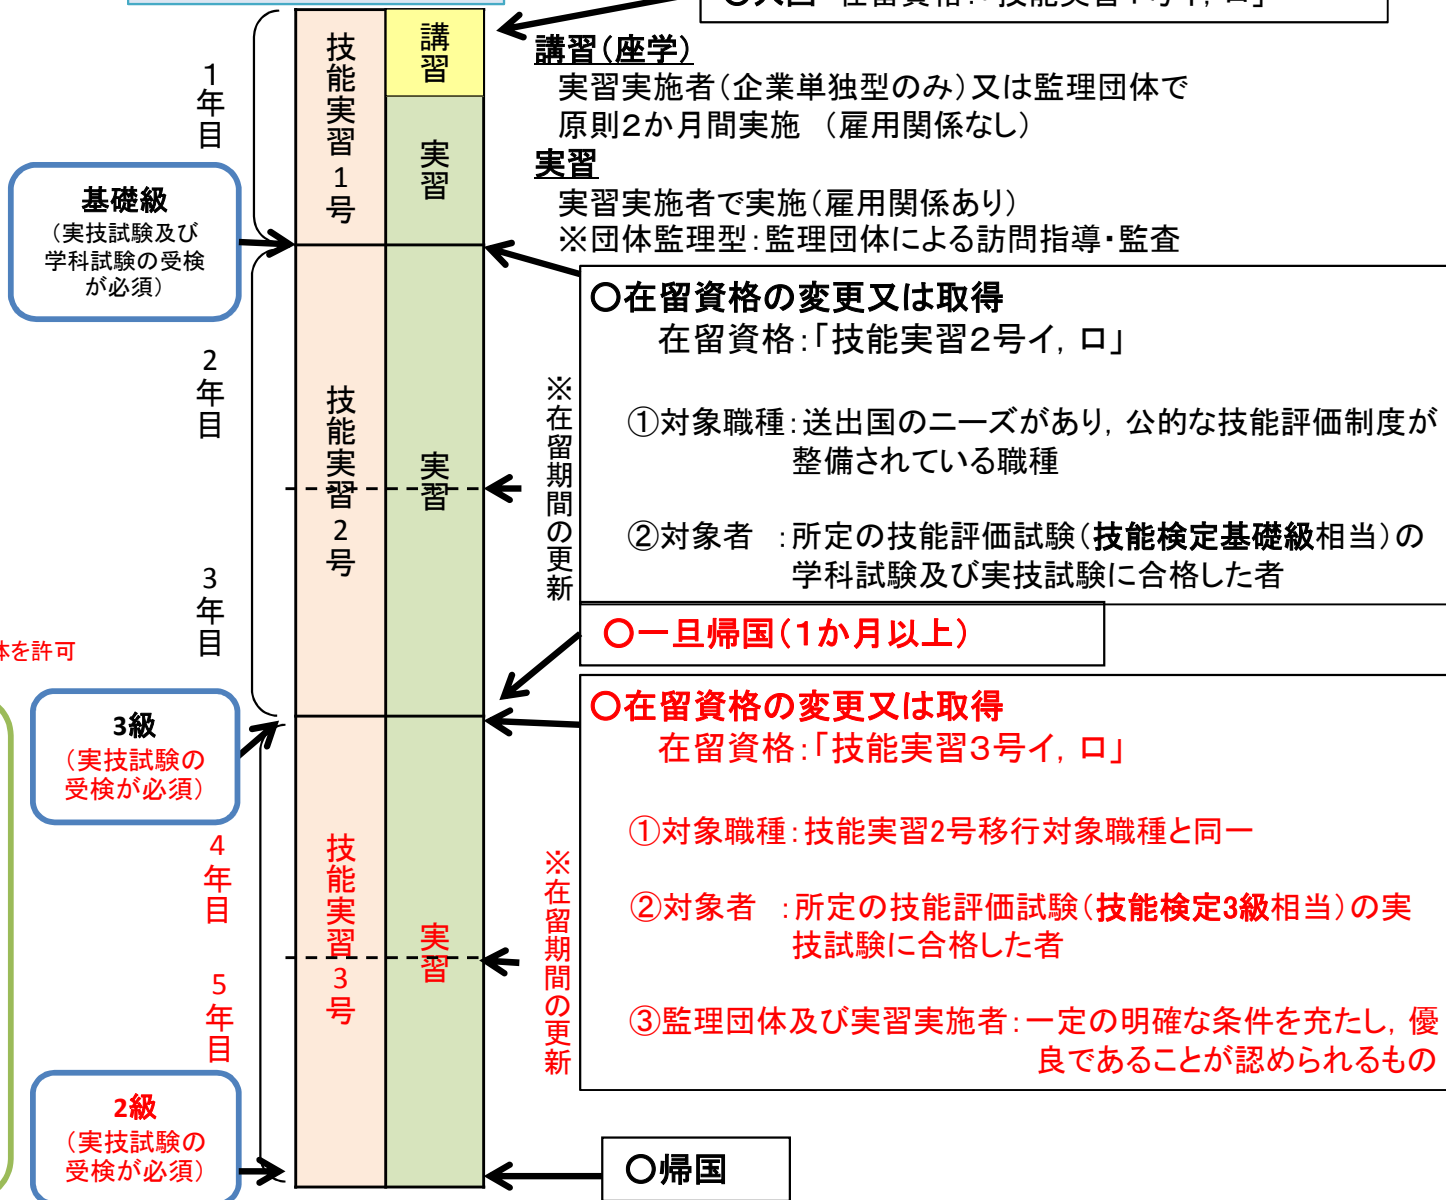 ○入国 在留資格：「技能実習1号イ，ロ」
講習（座学）
実習実施者（企業単独型のみ）又は監理団体で
原則２か月間実施　（雇用関係なし）
実習
実習実施者で実施（雇用関係あり）
※団体監理型：監理団体による訪問指導・監査
1年目
技能実習1号
講習
実習
基礎級
（実技試験及び
学科試験の受検
が必須）
○在留資格の変更又は取得
在留資格：「技能実習２号イ，ロ」
①対象職種：送出国のニーズがあり，公的な技能評価制度が
整備されている職種
②対象者　：所定の技能評価試験（技能検定基礎級相当）の
学科試験及び実技試験に合格した者
2年目
3年目
技能実習2号
実習
※在留期間の更新
○一旦帰国（１か月以上）
体を許可
3級
（実技試験の
受検が必須）
○在留資格の変更又は取得
在留資格：「技能実習３号イ，ロ」
①対象職種：技能実習2号移行対象職種と同一
②対象者　：所定の技能評価試験（技能検定3級相当）の実
技試験に合格した者
③監理団体及び実習実施者：一定の明確な条件を充たし，優
良であることが認められるもの
4年目
5年目
技能実習3号
実習
※在留期間の更新
2級
（実技試験の
受検が必須）
○帰国